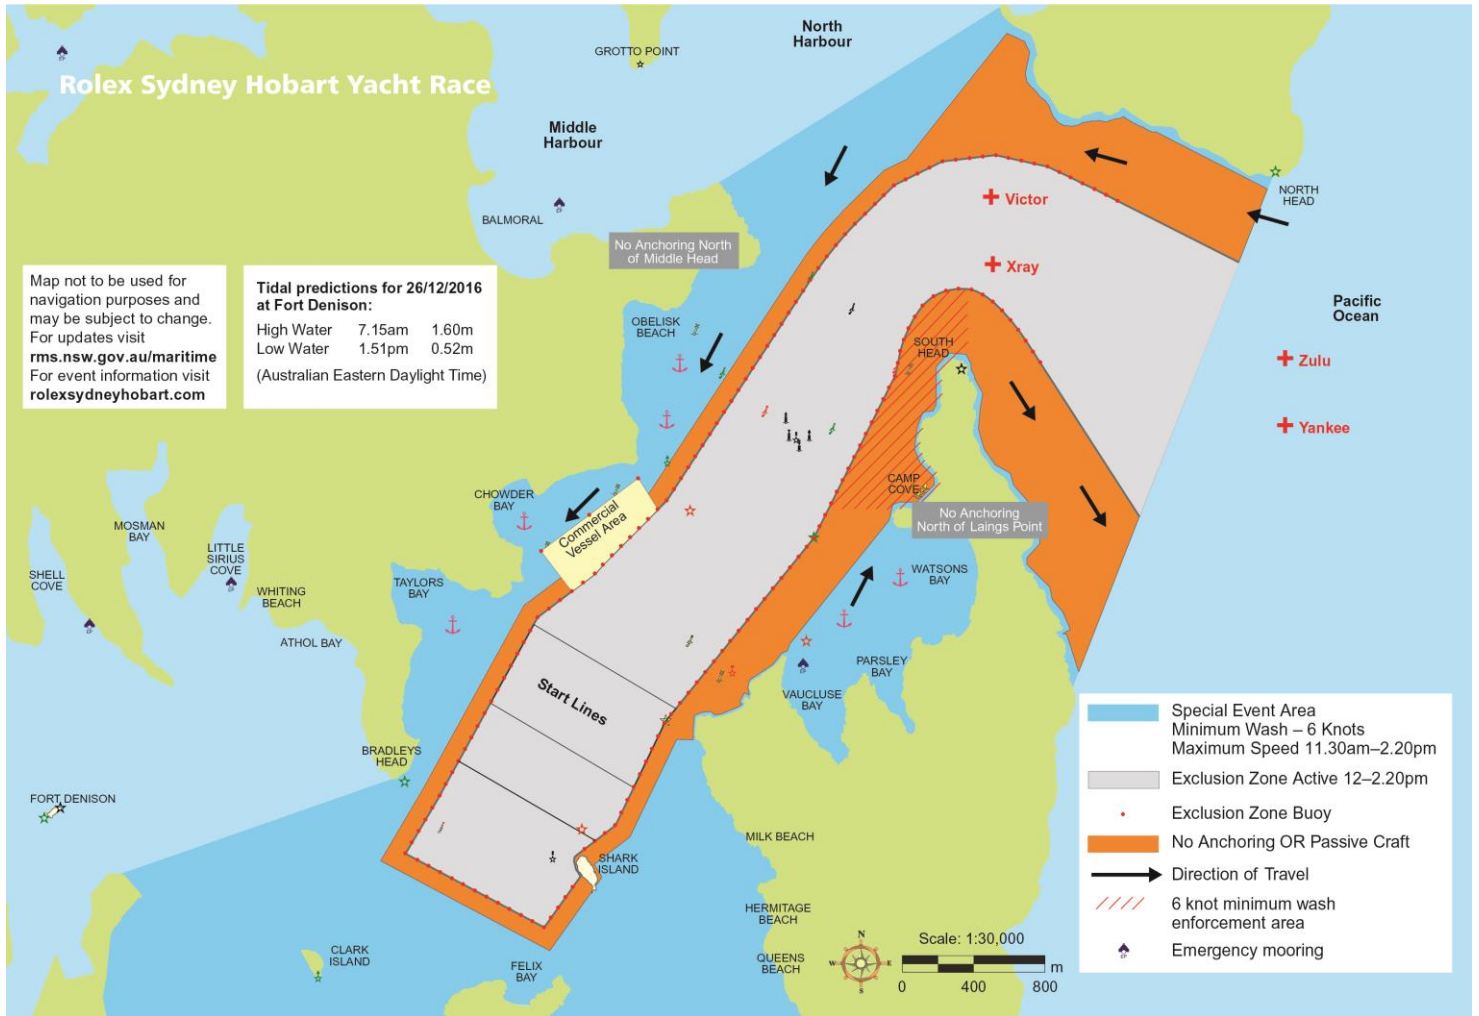 North
Harbour
GROTTO POINT
Rolex Sydney Hobart Yacht Race
Middle
Harbour
NORTH
HEAD
Victor
BALMORAL
No Anchoring North
of Middle Head
Xray
Map not to be used for
navigation purposes and
may be subject to change.
For updates visit
rms.nsw.gov.au/maritime
For event information visit
rolexsydneyhobart.com
Tidal predictions for 26/12/2016
at Fort Denison:
High Water 7.15am 1.60m
Low Water 1.51pm 0.52m
(Australian Eastern Daylight Time)
Pacific
Ocean
OBELISK
BEACH
SOUTH
HEAD
Zulu
Yankee
CHOWDER
BAY
Commercial
Vessel Area
CAMP
COVE
No Anchoring
North of Laings Point
MOSMAN
BAY
LITTLE
SIRIUS
COVE
SHELL
COVE
WHITING
BEACH
TAYLORS
BAY
WATSONS
BAY
ATHOL BAY
PARSLEY
BAY
VAUCLUSE
BAY
Start Lines
BRADLEYS
HEAD
FORT DENISON
MILK BEACH
SHARK
ISLAND
HERMITAGE
BEACH
CLARK
ISLAND
FELIX
BAY
QUEENS
BEACH
N
W E
S
Scale: 1:30,000
m
0 400 800
Special Event Area
Minimum Wash – 6 Knots
Maximum Speed 11.30am–2.20pm
Exclusion Zone Active 12–2.20pm
Exclusion Zone Buoy
No Anchoring OR Passive Craft
Direction of Travel
6 knot minimum wash
enforcement area
Emergency mooring